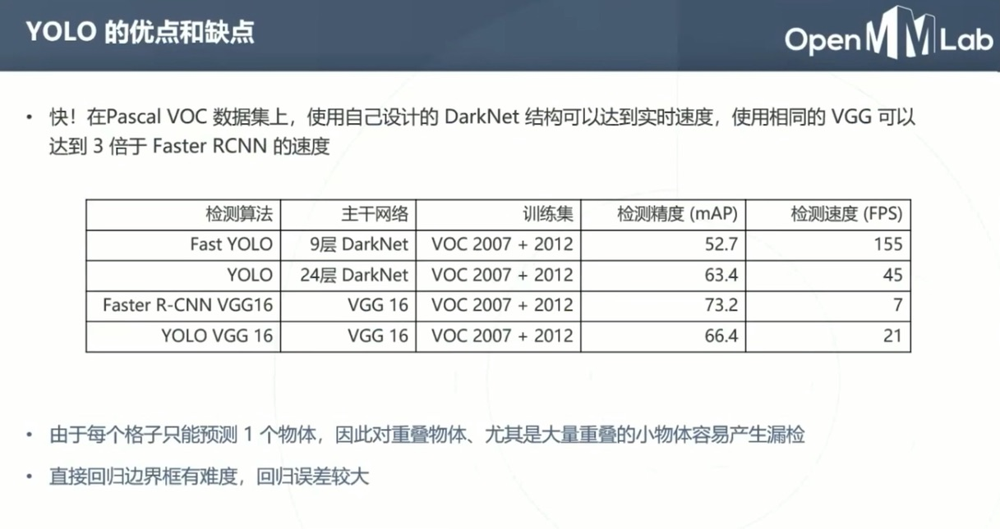 YOLO 的优点和缺点
OpenMMLab
• 快！在Pascal VOC 数据集上，使用自己设计的 DarkNet 结构可以达到实时速度，使用相同的 VGG 可以
达到 3 倍于 Faster RCNN 的速度
检测算法 主干网络 训练集 检测精度 (mAP) 检测速度 (FPS)
Fast YOLO 9层 DarkNet VOC 2007 + 2012 52.7 155
YOLO 24层 DarkNet VOC 2007 + 2012 63.4 45
Faster R-CNN VGG16 VGG 16 VOC 2007 + 2012 73.2 7
YOLO VGG 16 VGG 16 VOC 2007 + 2012 66.4 21
• 由于每个格子只能预测 1 个物体，因此对重叠物体、尤其是大量重叠的小物体容易产生漏检
• 直接回归边界框有难度，回归误差较大